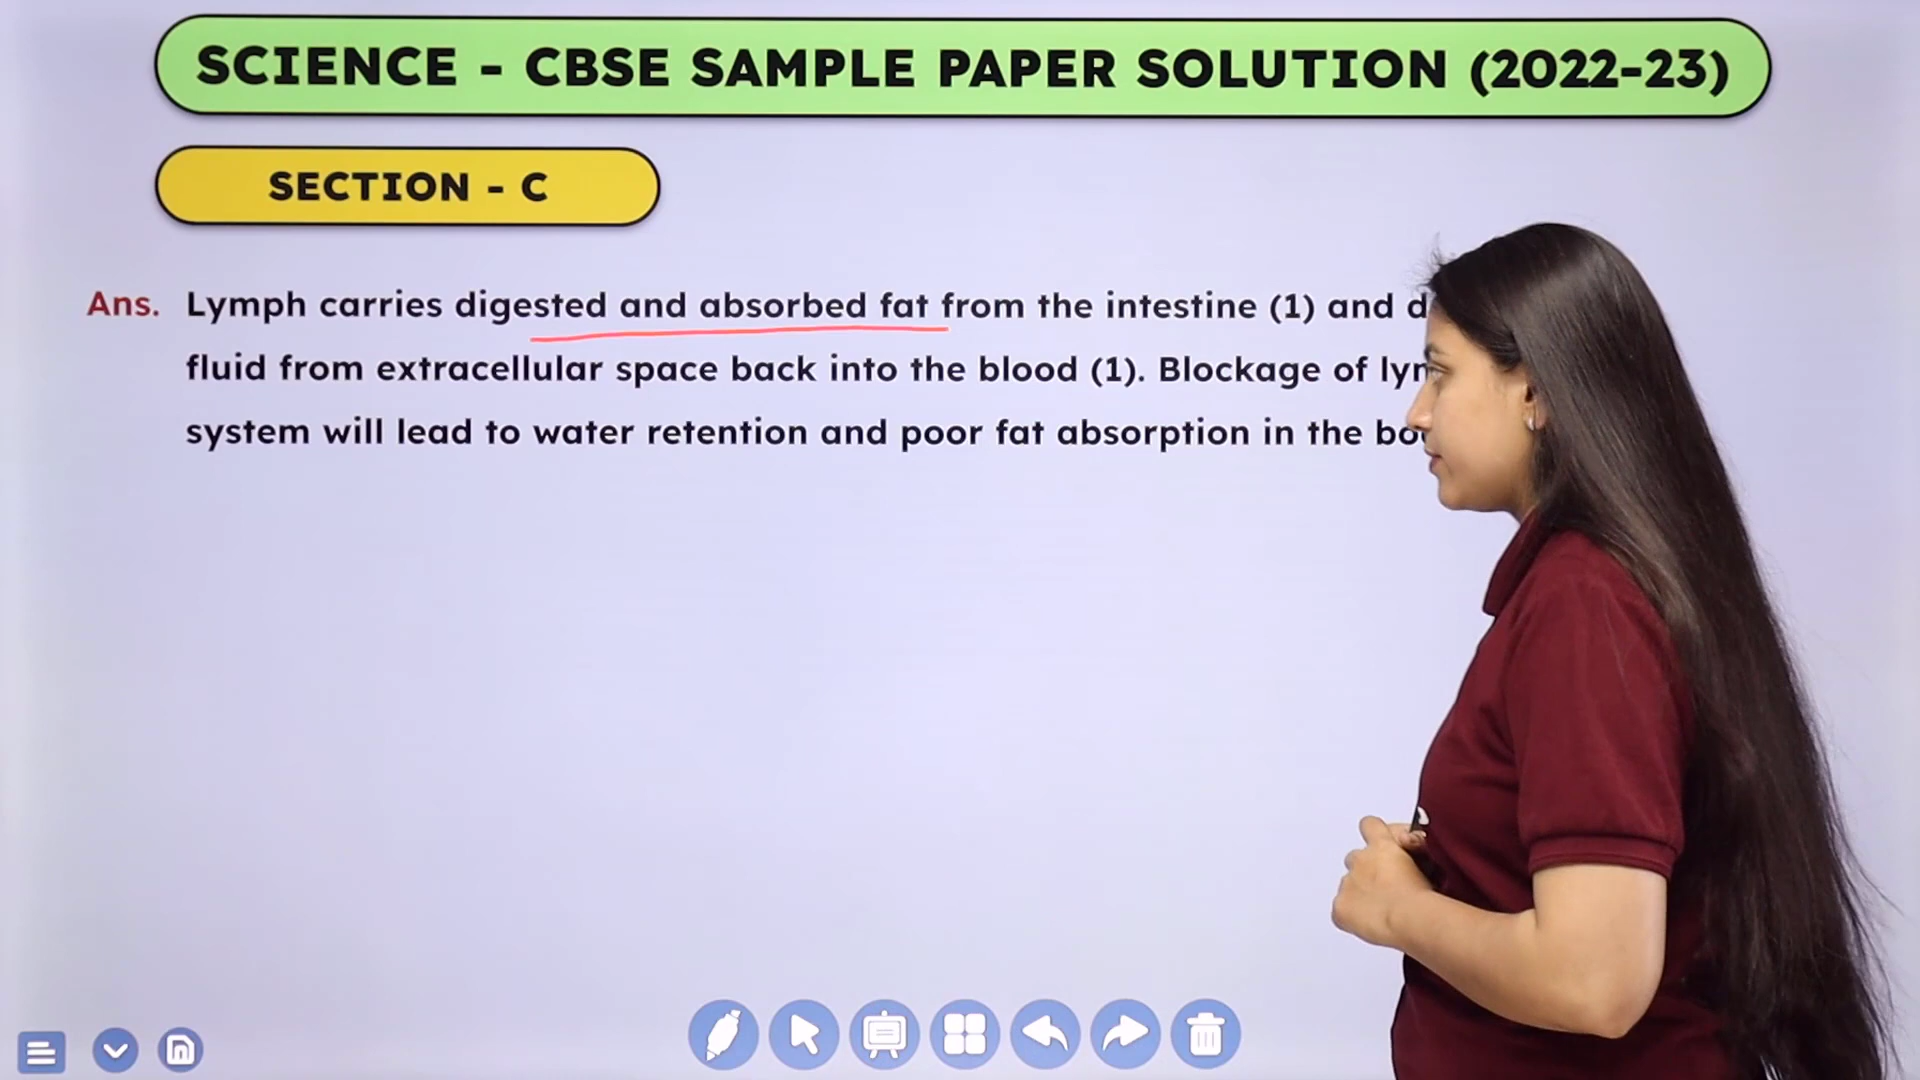 SCIENCE - CBSE SAMPLE PAPER SOLUTION (2022-23)
SECTION - C
Ans. Lymph carries digested and absorbed fat from the intestine (1) and
fluid from extracellular space back into the blood (1). Blockage of
system will lead to water retention and poor fat absorption in the